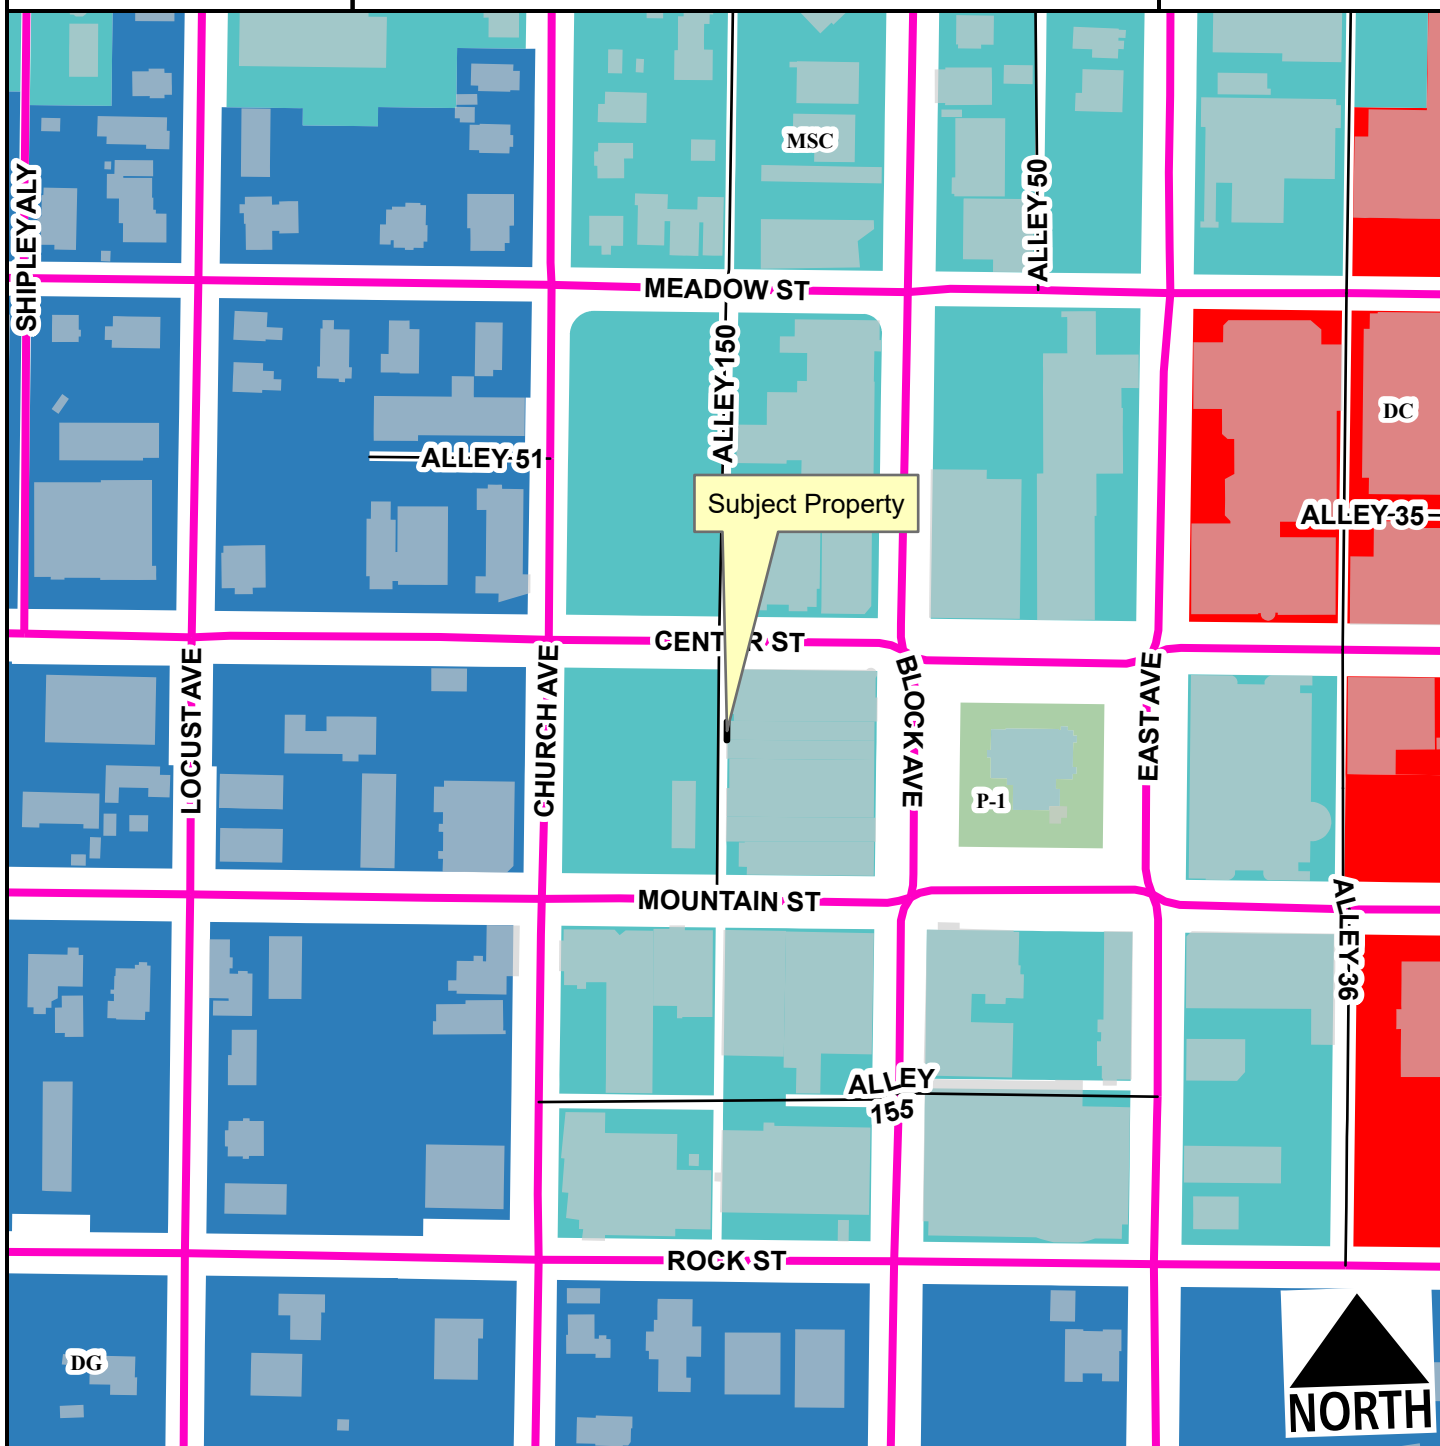 MSC
ALLEY 50
SHIPLEY ALY
MEADOW ST
ALLEY 150
DC
ALLEY 51
Subject Property
ALLEY 35
CENTER ST
LOCUST AVE
CHURCH AVE
BLOCK AVE
EAST AVE
P-1
MOUNTAIN ST
ALLEY 36
ALLEY
155
ROCK ST
DG
NORTH